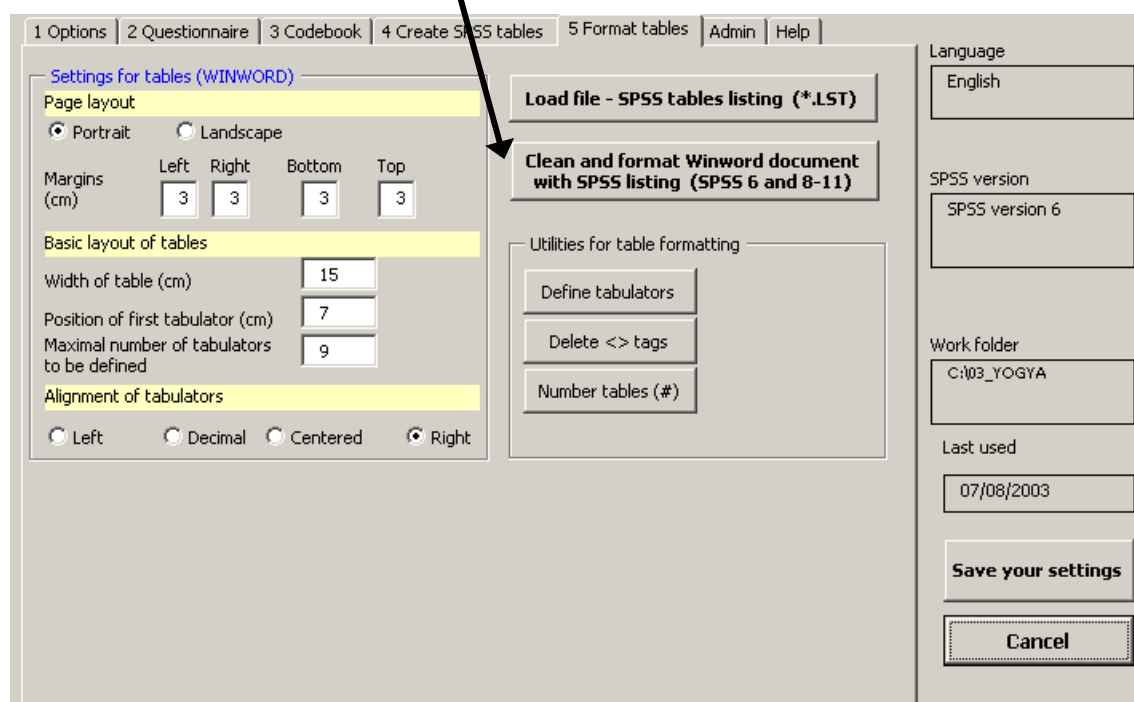 1 Options 2 Questionnaire 3 Codebook 4 Create SPSS tables 5 Format tables Admin Help
Settings for tables (WINWORD)
Page layout
Portrait Landscape
Left Right Bottom Top
Margins
(cm)
3 3 3 3
Basic layout of tables
Width of table (cm) 15
Position of first tabulator (cm) 7
Maximal number of tabulators
to be defined
9
Alignment of tabulators
Left Decimal Centered Right
Load file - SPSS tables listing (*.LST)
Clean and format Winword document
with SPSS listing (SPSS 6 and 8-11)
Utilities for table formatting
Define tabulators
Delete <> tags
Number tables (#)
Language
English
SPSS version
SPSS version 6
Work folder
C:\03_YOGYA
Last used
07/08/2003
Save your settings
Cancel